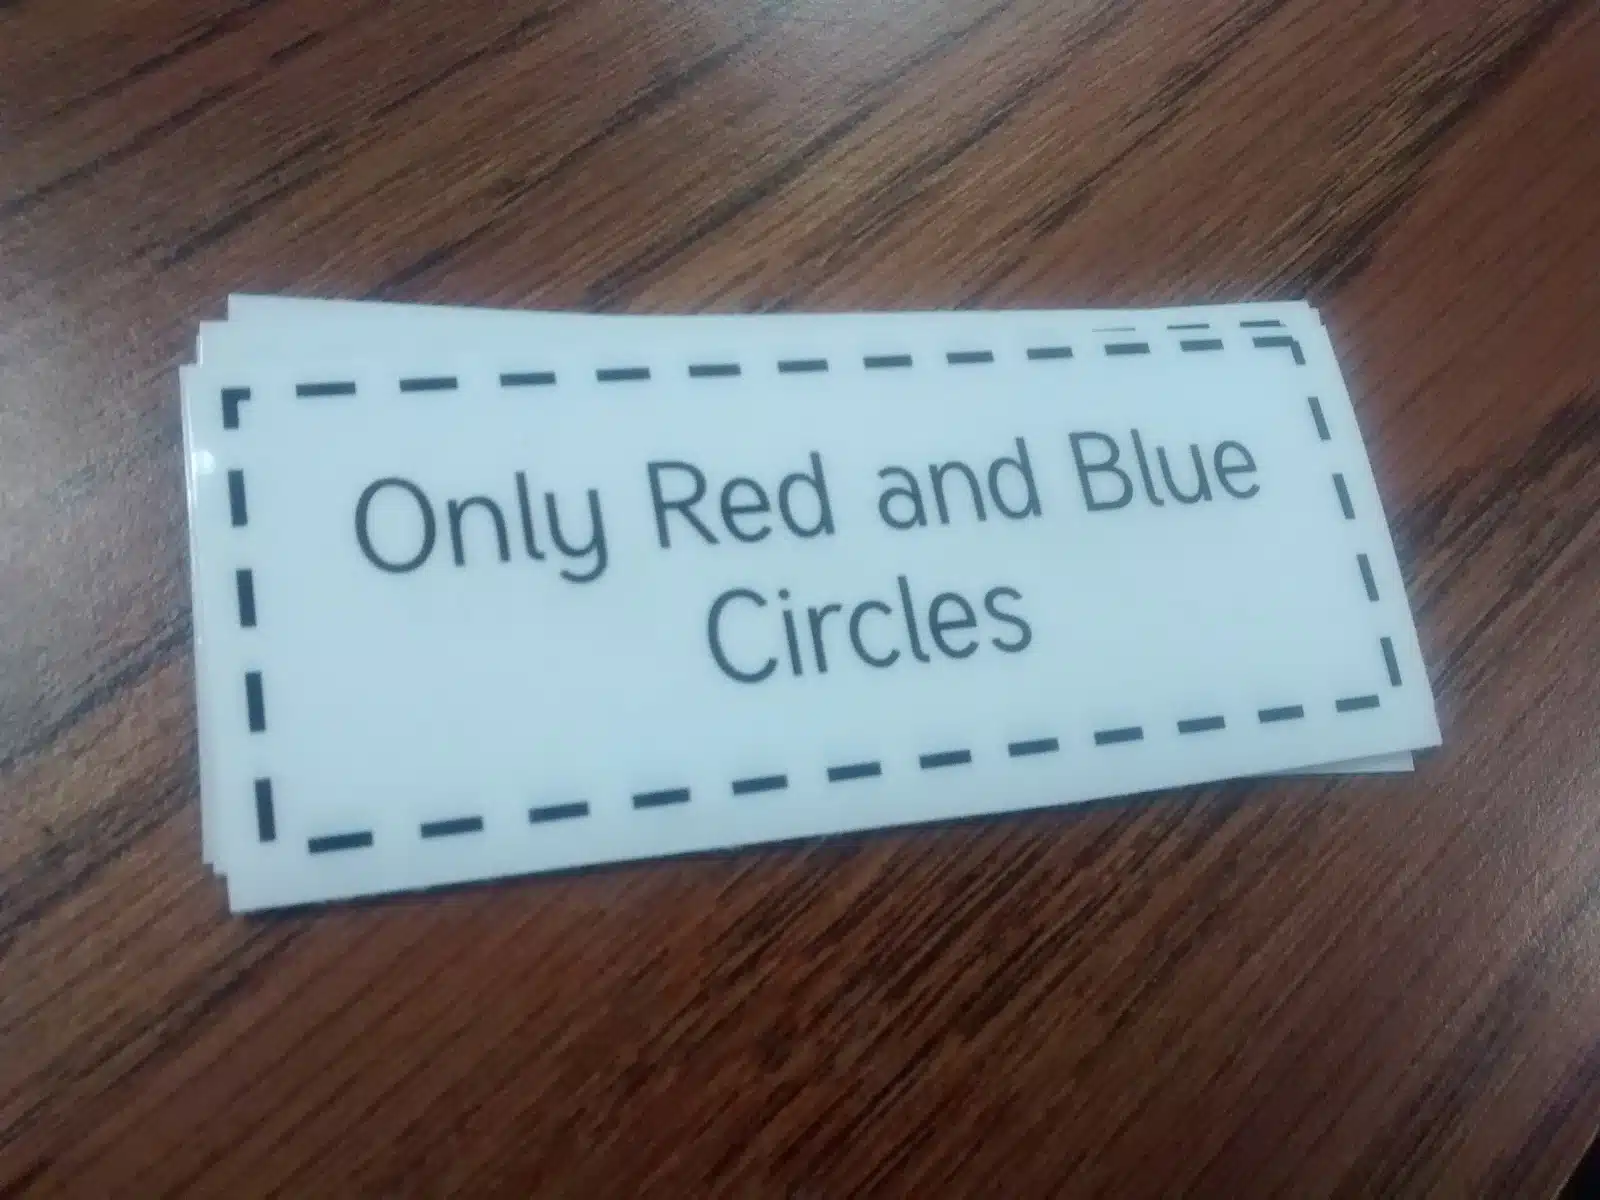 Only Red and Blue
Circles